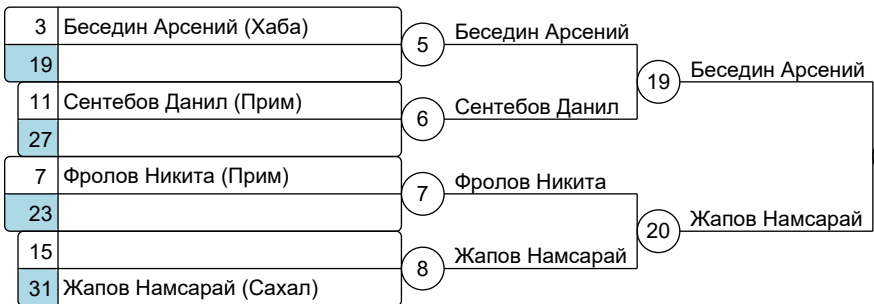 3 Беседин Арсений (Хаба)
19
5
Беседин Арсений
11 Сентебов Данил (Прим)
27
6
Сентебов Данил
19
Беседин Арсений
7 Фролов Никита (Прим)
23
7
Фролов Никита
15
31 Жапов Намсарай (Сахал)
8
Жапов Намсарай
20
Жапов Намсарай